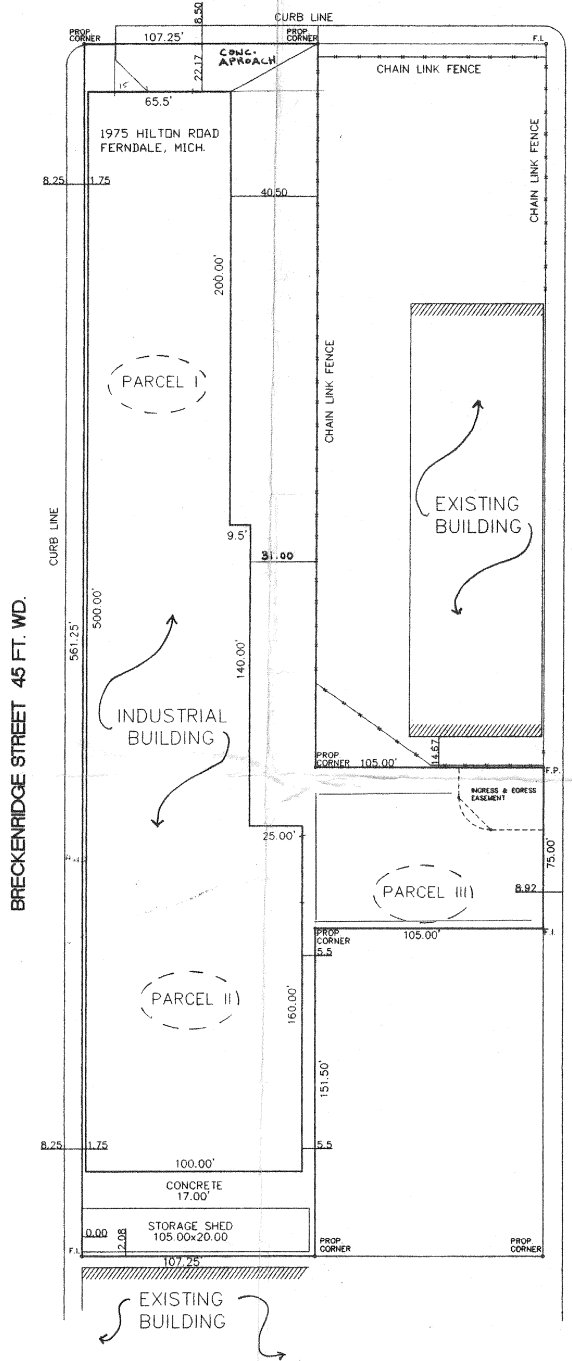 8.50
CURB LINE
PROP.
CORNER
107.25'
PROP.
CORNER
F.I.
CONC.
APROACH
22.17
CHAIN LINK FENCE
15
65.5'
1975 HILTON ROAD
FERNDALE, MICH.
CHAIN LINK FENCE
8.25
1.75
40.50
200.00'
PARCEL I
CHAIN LINK FENCE
EXISTING
BUILDING
CURB LINE
9.5'
31.00
500.00'
561.25'
140.00'
BRECKENRIDGE STREET 45 FT. WD.
INDUSTRIAL
BUILDING
14.67
PROP.
CORNER
105.00'
F.P.
INGRESS & EGRESS
EASEMENT
25.00'
75.00'
PARCEL III
8.92
PROP.
CORNER
105.00'
F.I.
5.5
PARCEL II
160.00'
151.50'
8.25
1.75
5.5
100.00'
CONCRETE
17.00'
STORAGE SHED
105.00x20.00
0.00
2.08
F.I.
PROP.
CORNER
PROP.
CORNER
107.25'
EXISTING
BUILDING